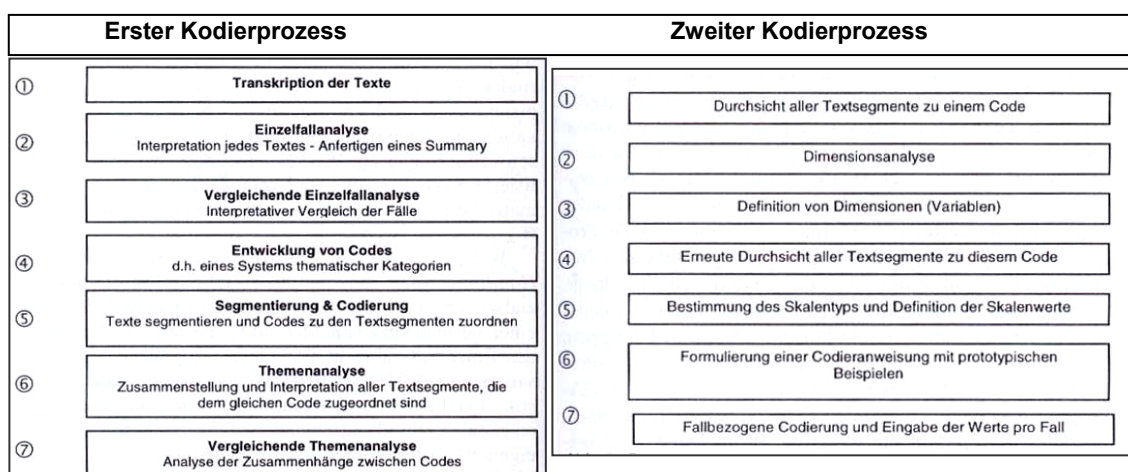 Erster Kodierprozess
Zweiter Kodierprozess
①
Transkription der Texte
②
Einzelfallanalyse
Interpretation jedes Textes - Anfertigen eines Summary
③
Vergleichende Einzelfallanalyse
Interpretativer Vergleich der Fälle
④
Entwicklung von Codes
d.h. eines Systems thematischer Kategorien
⑤
Segmentierung & Codierung
Texte segmentieren und Codes zu den Textsegmenten zuordnen
⑥
Themenanalyse
Zusammenstellung und Interpretation aller Textsegmente, die
dem gleichen Code zugeordnet sind
⑦
Vergleichende Themenanalyse
Analyse der Zusammenhänge zwischen Codes
①
Durchsicht aller Textsegmente zu einem Code
②
Dimensionsanalyse
③
Definition von Dimensionen (Variablen)
④
Erneute Durchsicht aller Textsegmente zu diesem Code
⑤
Bestimmung des Skalentyps und Definition der Skalenwerte
⑥
Formulierung einer Codieranweisung mit prototypischen
Beispielen
⑦
Fallbezogene Codierung und Eingabe der Werte pro Fall